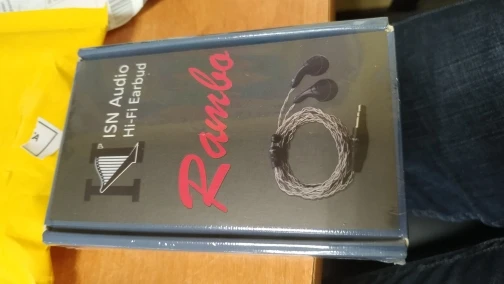 ISN Audio
Hi-Fi Earbud
Rambo